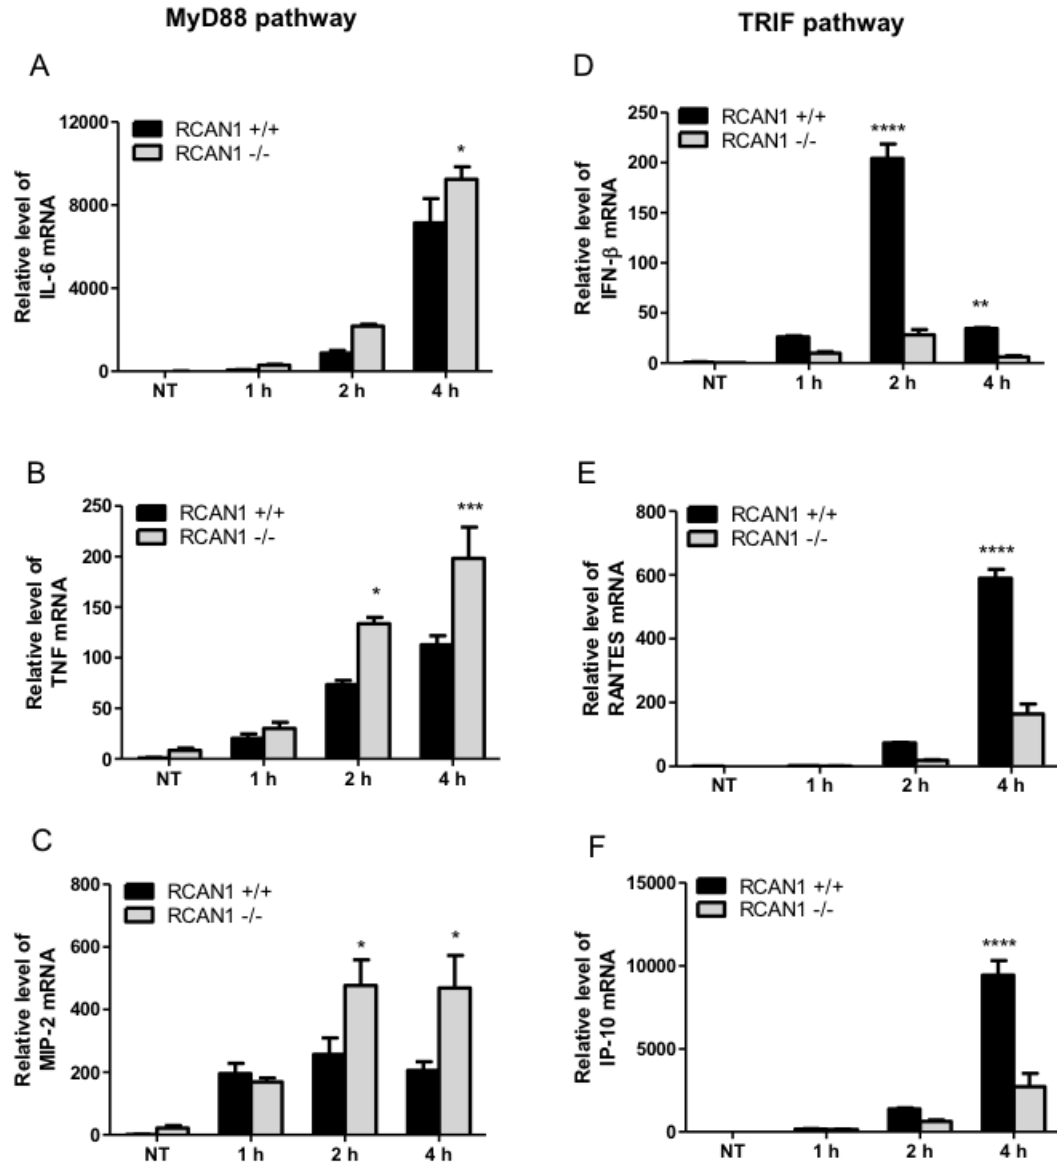 MyD88 pathway
TRIF pathway
A
12000
8000
4000
0
Relative level of
IL-6 mRNA
RCAN1 +/+
RCAN1 -/-
*
NT
1 h
2 h
4 h
D
250
200
150
100
50
0
Relative level of
IFN-β mRNA
RCAN1 +/+
RCAN1 -/-
****
**
NT
1 h
2 h
4 h
B
250
200
150
100
50
0
Relative level of
TNF mRNA
RCAN1 +/+
RCAN1 -/-
*
***
NT
1 h
2 h
4 h
E
800
600
400
200
0
Relative level of
RANTES mRNA
RCAN1 +/+
RCAN1 -/-
****
NT
1 h
2 h
4 h
C
800
600
400
200
0
Relative level of
MIP-2 mRNA
RCAN1 +/+
RCAN1 -/-
*
*
NT
1 h
2 h
4 h
F
15000
10000
5000
0
Relative level of
IP-10 mRNA
RCAN1 +/+
RCAN1 -/-
****
NT
1 h
2 h
4 h